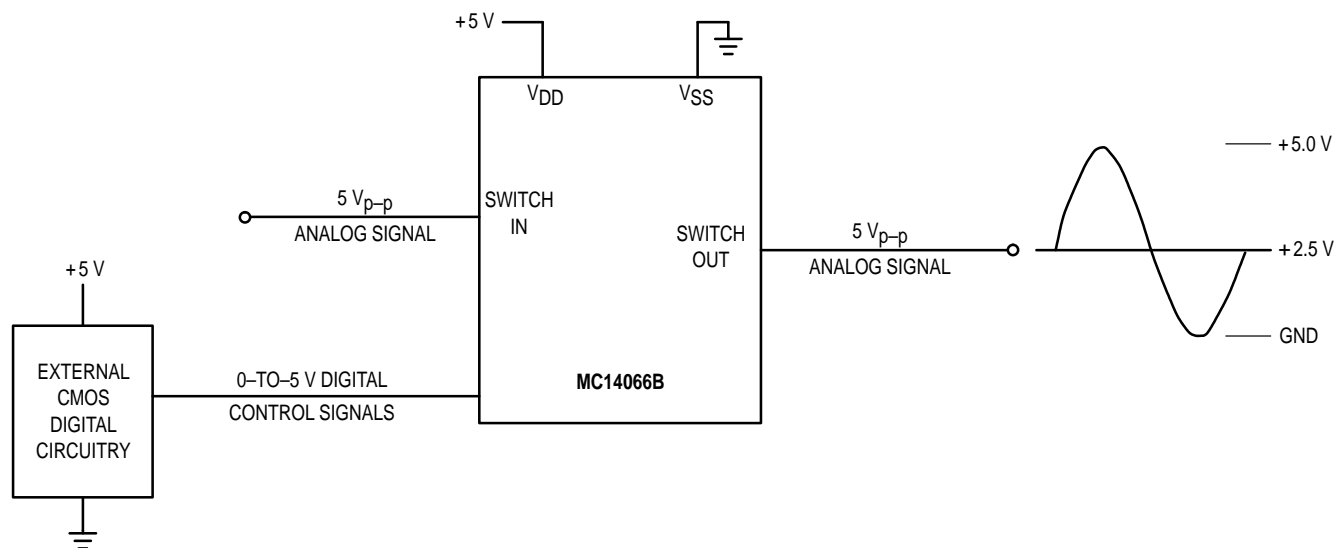 +5 V
VDD
VSS
5 Vp–p
ANALOG SIGNAL
SWITCH
IN
SWITCH
OUT
5 Vp–p
ANALOG SIGNAL
+5.0 V
+2.5 V
GND
+5 V
EXTERNAL
CMOS
DIGITAL
CIRCUITRY
0–TO–5 V DIGITAL
CONTROL SIGNALS
MC14066B